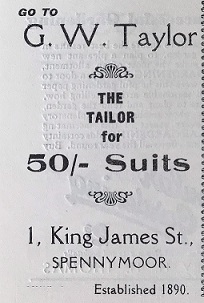 GO TO
G. W. Taylor
THE
TAILOR
for
50/- Suits
1, King James St.,
SPENNYMOOR.
Established 1890.